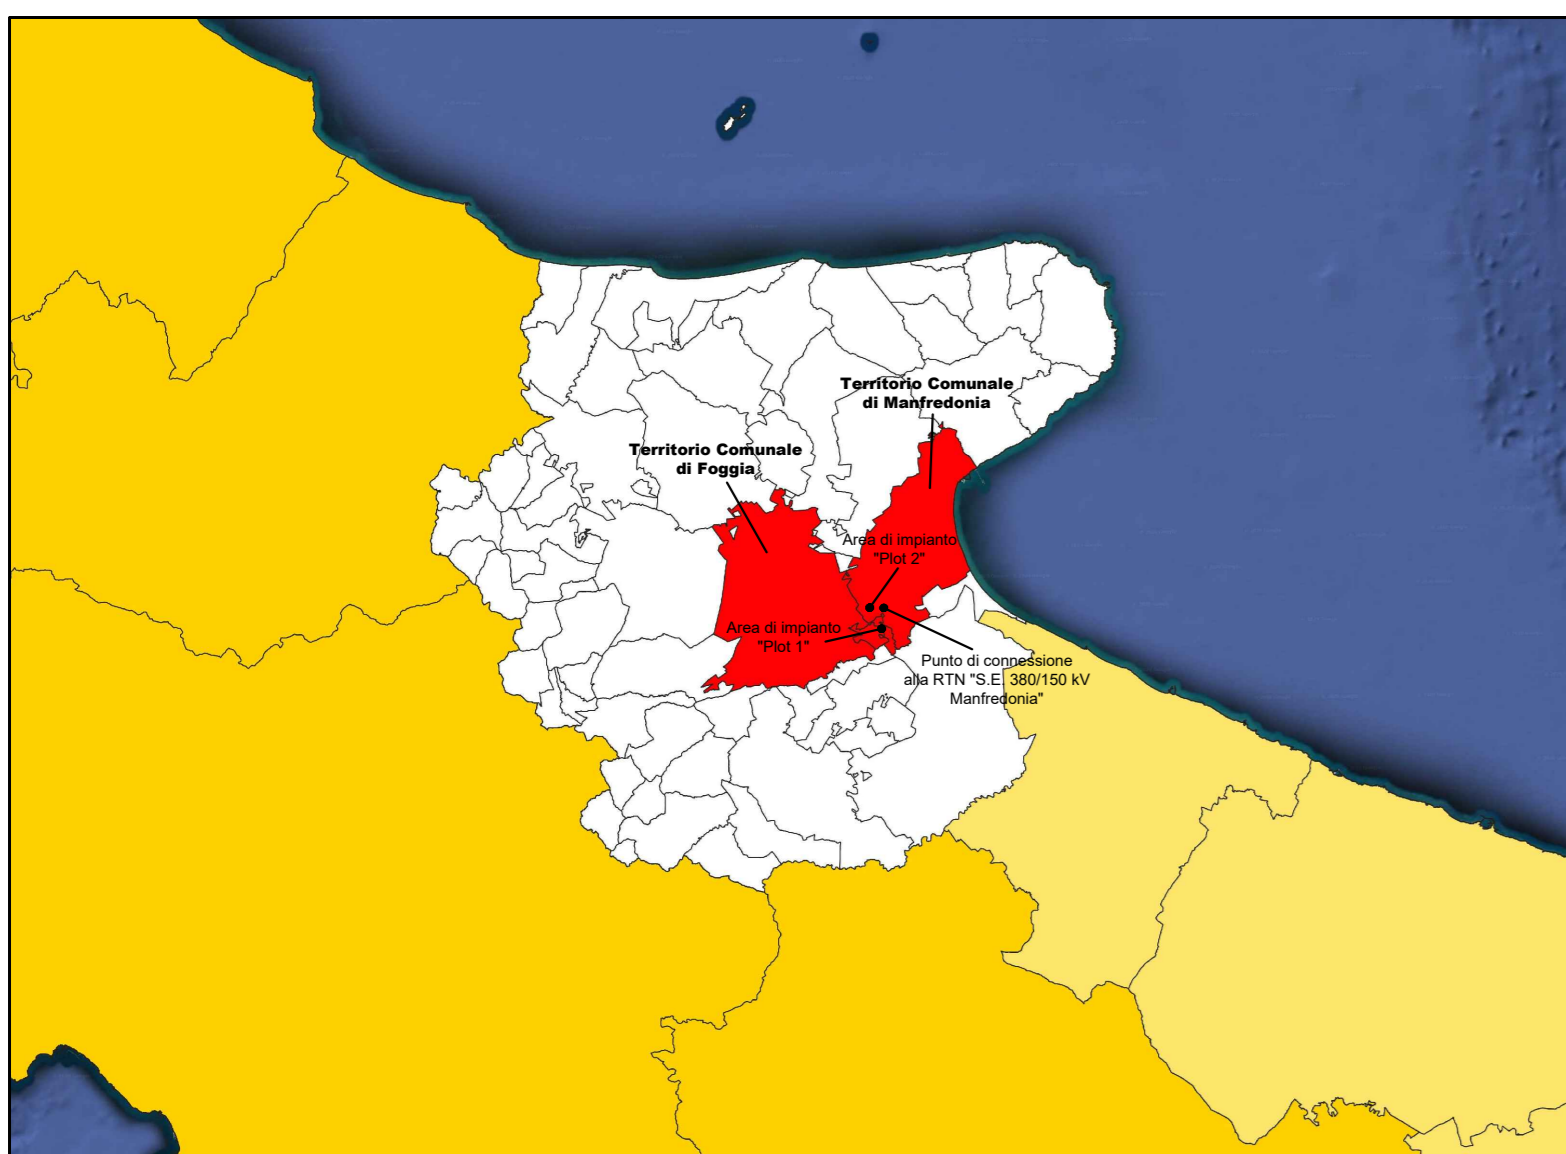 Territorio Comunale
di Manfredonia
Territorio Comunale
di Foggia
Area di impianto
"Plot 2"
Area di impianto
"Plot 1"
Punto di connessione
alla RTN "S.E. 380/150 kV
Manfredonia"